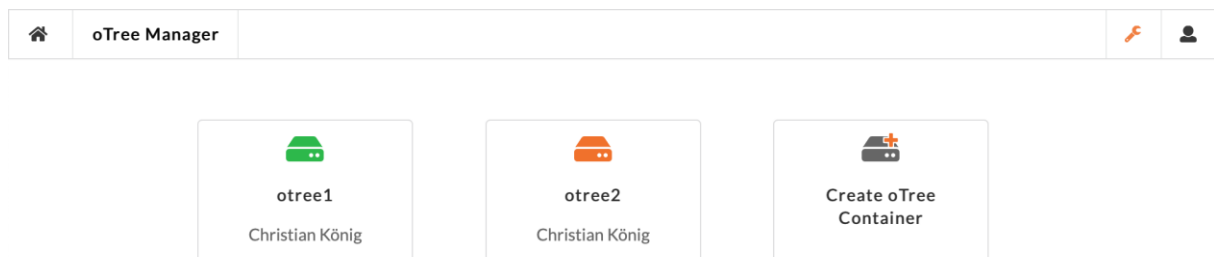 oTree Manager
otree1
Christian König
otree2
Christian König
Create oTree
Container